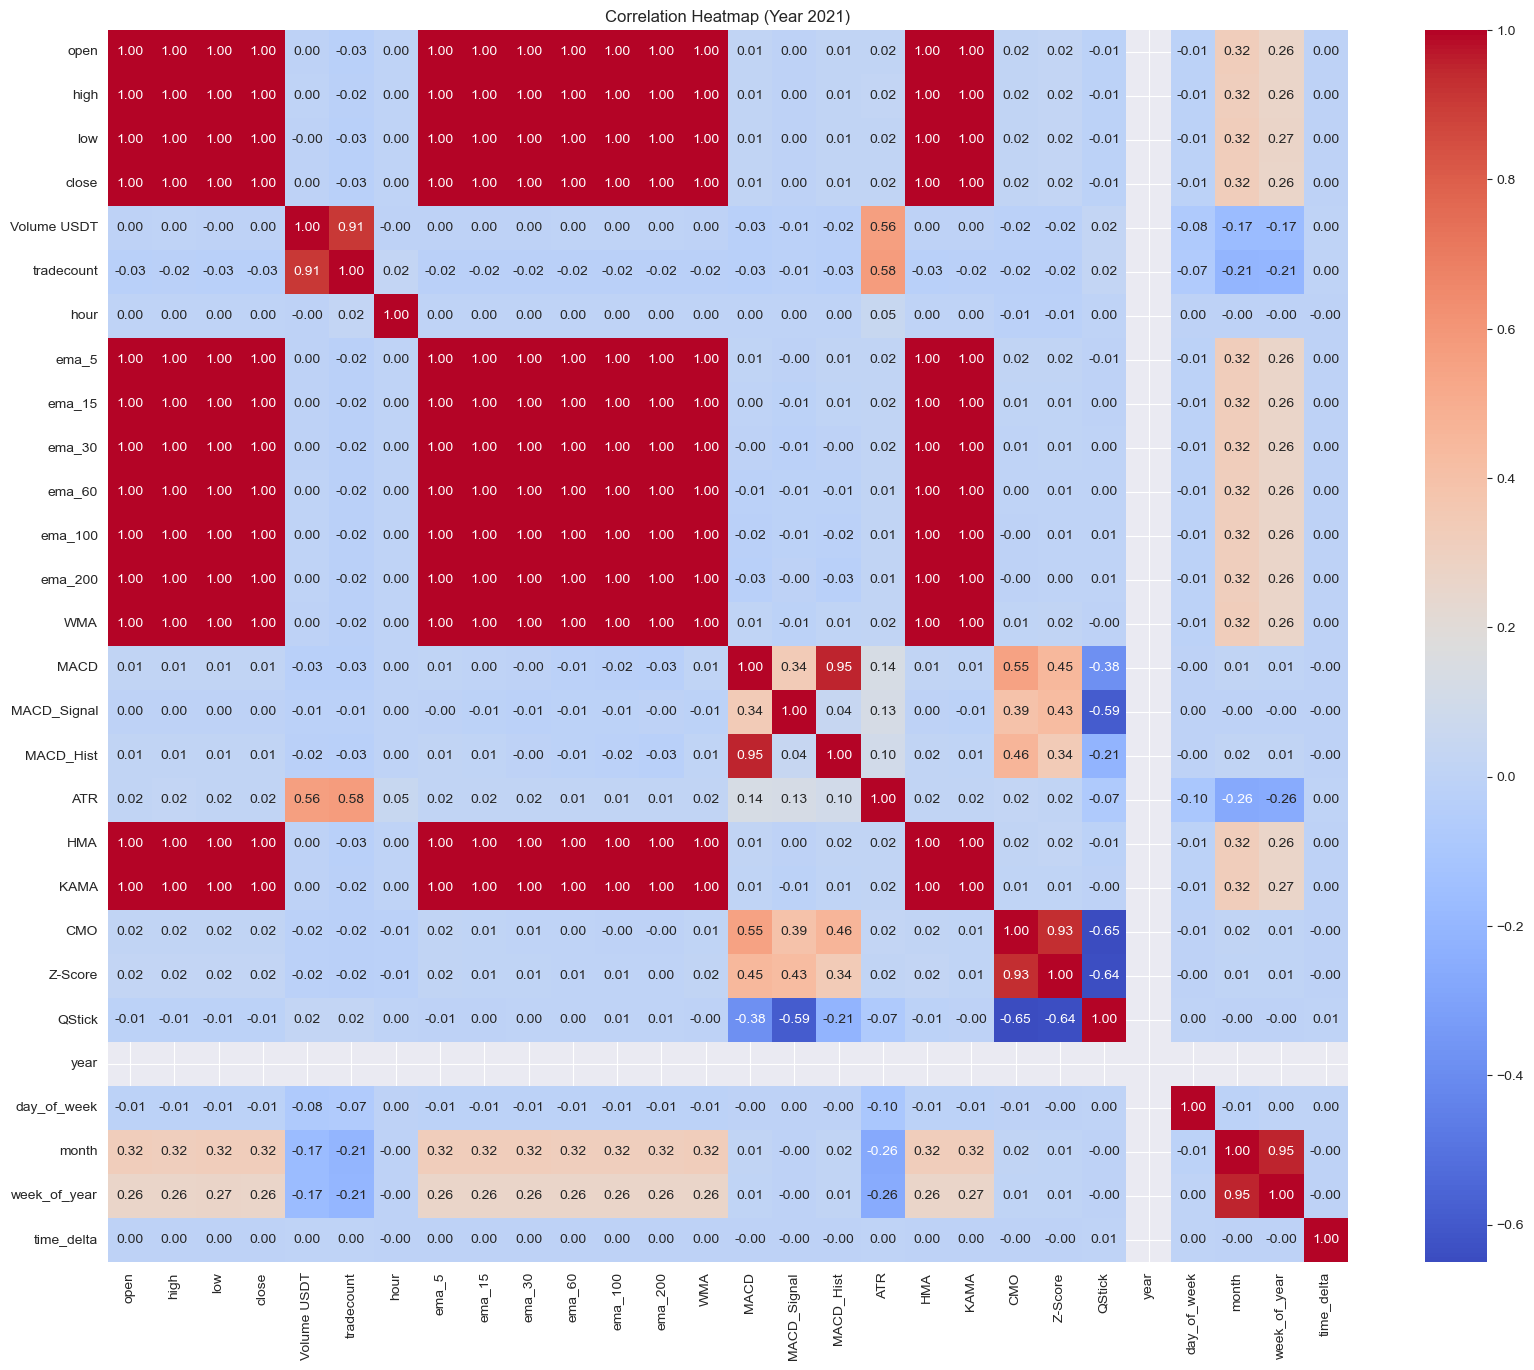 Correlation Heatmap (Year 2021)
open 1.00 1.00 1.00 1.00 0.00 -0.03 0.00 1.00 1.00 1.00 1.00 1.00 1.00 1.00 0.01 0.00 0.01 0.02 1.00 1.00 0.02 0.02 -0.01 -0.01 0.32 0.26 0.00
high 1.00 1.00 1.00 1.00 0.00 -0.02 0.00 1.00 1.00 1.00 1.00 1.00 1.00 1.00 0.01 0.00 0.01 0.02 1.00 1.00 0.02 0.02 -0.01 -0.01 0.32 0.26 0.00
low 1.00 1.00 1.00 1.00 -0.00 -0.03 0.00 1.00 1.00 1.00 1.00 1.00 1.00 1.00 0.01 0.00 0.01 0.02 1.00 1.00 0.02 0.02 -0.01 -0.01 0.32 0.27 0.00
close 1.00 1.00 1.00 1.00 0.00 -0.03 0.00 1.00 1.00 1.00 1.00 1.00 1.00 1.00 0.01 0.00 0.01 0.02 1.00 1.00 0.02 0.02 -0.01 -0.01 0.32 0.26 0.00
Volume USDT 0.00 0.00 -0.00 0.00 1.00 0.91 -0.00 0.00 0.00 0.00 0.00 0.00 0.00 0.00 -0.03 -0.01 -0.02 0.56 0.00 0.00 -0.02 -0.02 0.02 -0.08 -0.17 -0.17 0.00
tradecount -0.03 -0.02 -0.03 -0.03 0.91 1.00 0.02 -0.02 -0.02 -0.02 -0.02 -0.02 -0.02 -0.02 -0.03 -0.01 -0.03 0.58 -0.03 -0.02 -0.02 -0.02 0.02 -0.07 -0.21 -0.21 0.00
hour 0.00 0.00 0.00 0.00 -0.00 0.02 1.00 0.00 0.00 0.00 0.00 0.00 0.00 0.00 0.00 0.00 0.00 0.05 0.00 0.00 -0.01 -0.01 0.00 0.00 -0.00 -0.00 -0.00
ema_5 1.00 1.00 1.00 1.00 0.00 -0.02 0.00 1.00 1.00 1.00 1.00 1.00 1.00 1.00 0.01 -0.00 0.01 0.02 1.00 1.00 0.02 0.02 -0.01 -0.01 0.32 0.26 0.00
ema_15 1.00 1.00 1.00 1.00 0.00 -0.02 0.00 1.00 1.00 1.00 1.00 1.00 1.00 1.00 0.00 -0.01 0.01 0.02 1.00 1.00 0.01 0.01 0.00 -0.01 0.32 0.26 0.00
ema_30 1.00 1.00 1.00 1.00 0.00 -0.02 0.00 1.00 1.00 1.00 1.00 1.00 1.00 1.00 -0.00 -0.01 -0.00 0.02 1.00 1.00 0.01 0.01 0.00 -0.01 0.32 0.26 0.00
ema_60 1.00 1.00 1.00 1.00 0.00 -0.02 0.00 1.00 1.00 1.00 1.00 1.00 1.00 1.00 -0.01 -0.01 -0.01 0.01 1.00 1.00 0.00 0.01 0.00 -0.01 0.32 0.26 0.00
ema_100 1.00 1.00 1.00 1.00 0.00 -0.02 0.00 1.00 1.00 1.00 1.00 1.00 1.00 1.00 -0.02 -0.01 -0.02 0.01 1.00 1.00 -0.00 0.01 0.01 -0.01 0.32 0.26 0.00
ema_200 1.00 1.00 1.00 1.00 0.00 -0.02 0.00 1.00 1.00 1.00 1.00 1.00 1.00 1.00 -0.03 -0.00 -0.03 0.01 1.00 1.00 -0.00 0.00 0.01 -0.01 0.32 0.26 0.00
WMA 1.00 1.00 1.00 1.00 0.00 -0.02 0.00 1.00 1.00 1.00 1.00 1.00 1.00 1.00 0.01 -0.01 0.01 0.02 1.00 1.00 0.01 0.02 -0.00 -0.01 0.32 0.26 0.00
MACD 0.01 0.01 0.01 0.01 -0.03 -0.03 0.00 0.01 0.00 -0.00 -0.01 -0.02 -0.03 0.01 1.00 0.34 0.95 0.14 0.01 0.01 0.55 0.45 -0.38 -0.00 0.01 0.01 -0.00
MACD_Signal 0.00 0.00 0.00 0.00 -0.01 -0.01 0.00 -0.00 -0.01 -0.01 -0.01 -0.01 -0.00 -0.01 0.34 1.00 0.04 0.13 0.00 -0.01 0.39 0.43 -0.59 0.00 -0.00 -0.00 -0.00
MACD_Hist 0.01 0.01 0.01 0.01 -0.02 -0.03 0.00 0.01 0.01 -0.00 -0.01 -0.02 -0.03 0.01 0.95 0.04 1.00 0.10 0.02 0.01 0.46 0.34 -0.21 -0.00 0.02 0.01 -0.00
ATR 0.02 0.02 0.02 0.02 0.56 0.58 0.05 0.02 0.02 0.02 0.01 0.01 0.01 0.02 0.14 0.13 0.10 1.00 0.02 0.02 0.02 0.02 -0.07 -0.10 -0.26 -0.26 0.00
HMA 1.00 1.00 1.00 1.00 0.00 -0.03 0.00 1.00 1.00 1.00 1.00 1.00 1.00 1.00 0.01 0.00 0.02 0.02 1.00 1.00 0.02 0.02 -0.01 -0.01 0.32 0.26 0.00
KAMA 1.00 1.00 1.00 1.00 0.00 -0.02 0.00 1.00 1.00 1.00 1.00 1.00 1.00 1.00 0.01 -0.01 0.01 0.02 1.00 1.00 0.01 0.01 -0.00 -0.01 0.32 0.27 0.00
CMO 0.02 0.02 0.02 0.02 -0.02 -0.02 -0.01 0.02 0.01 0.01 0.00 -0.00 -0.00 0.01 0.55 0.39 0.46 0.02 0.02 0.01 1.00 0.93 -0.65 -0.01 0.02 0.01 -0.00
Z-Score 0.02 0.02 0.02 0.02 -0.02 -0.02 -0.01 0.02 0.01 0.01 0.01 0.01 0.00 0.02 0.45 0.43 0.34 0.02 0.02 0.01 0.93 1.00 -0.64 -0.00 0.01 0.01 -0.00
QStick -0.01 -0.01 -0.01 -0.01 0.02 0.02 0.00 -0.01 0.00 0.00 0.00 0.01 0.01 -0.00 -0.38 -0.59 -0.21 -0.07 -0.01 -0.00 -0.65 -0.64 1.00 0.00 -0.00 -0.00 0.01
year
day_of_week -0.01 -0.01 -0.01 -0.01 -0.08 -0.07 0.00 -0.01 -0.01 -0.01 -0.01 -0.01 -0.01 -0.01 -0.00 0.00 -0.00 -0.10 -0.01 -0.01 -0.01 -0.00 0.00 1.00 -0.01 0.00 0.00
month 0.32 0.32 0.32 0.32 -0.17 -0.21 -0.00 0.32 0.32 0.32 0.32 0.32 0.32 0.32 0.01 -0.00 0.02 -0.26 0.32 0.32 0.02 0.01 -0.00 -0.01 1.00 0.95 -0.00
week_of_year 0.26 0.26 0.27 0.26 -0.17 -0.21 -0.00 0.26 0.26 0.26 0.26 0.26 0.26 0.26 0.01 -0.00 0.01 -0.26 0.26 0.27 0.01 0.01 -0.00 0.00 0.95 1.00 -0.00
time_delta 0.00 0.00 0.00 0.00 0.00 0.00 -0.00 0.00 0.00 0.00 0.00 0.00 0.00 0.00 -0.00 -0.00 -0.00 0.00 0.00 0.00 -0.00 -0.00 0.01 0.00 -0.00 -0.00 1.00
open high low close Volume USDT tradecount hour ema_5 ema_15 ema_30 ema_60 ema_100 ema_200 WMA MACD MACD_Signal MACD_Hist ATR HMA KAMA CMO Z-Score QStick year day_of_week month week_of_year time_delta
1.0
0.8
0.6
0.4
0.2
0.0
−0.2
−0.4
−0.6